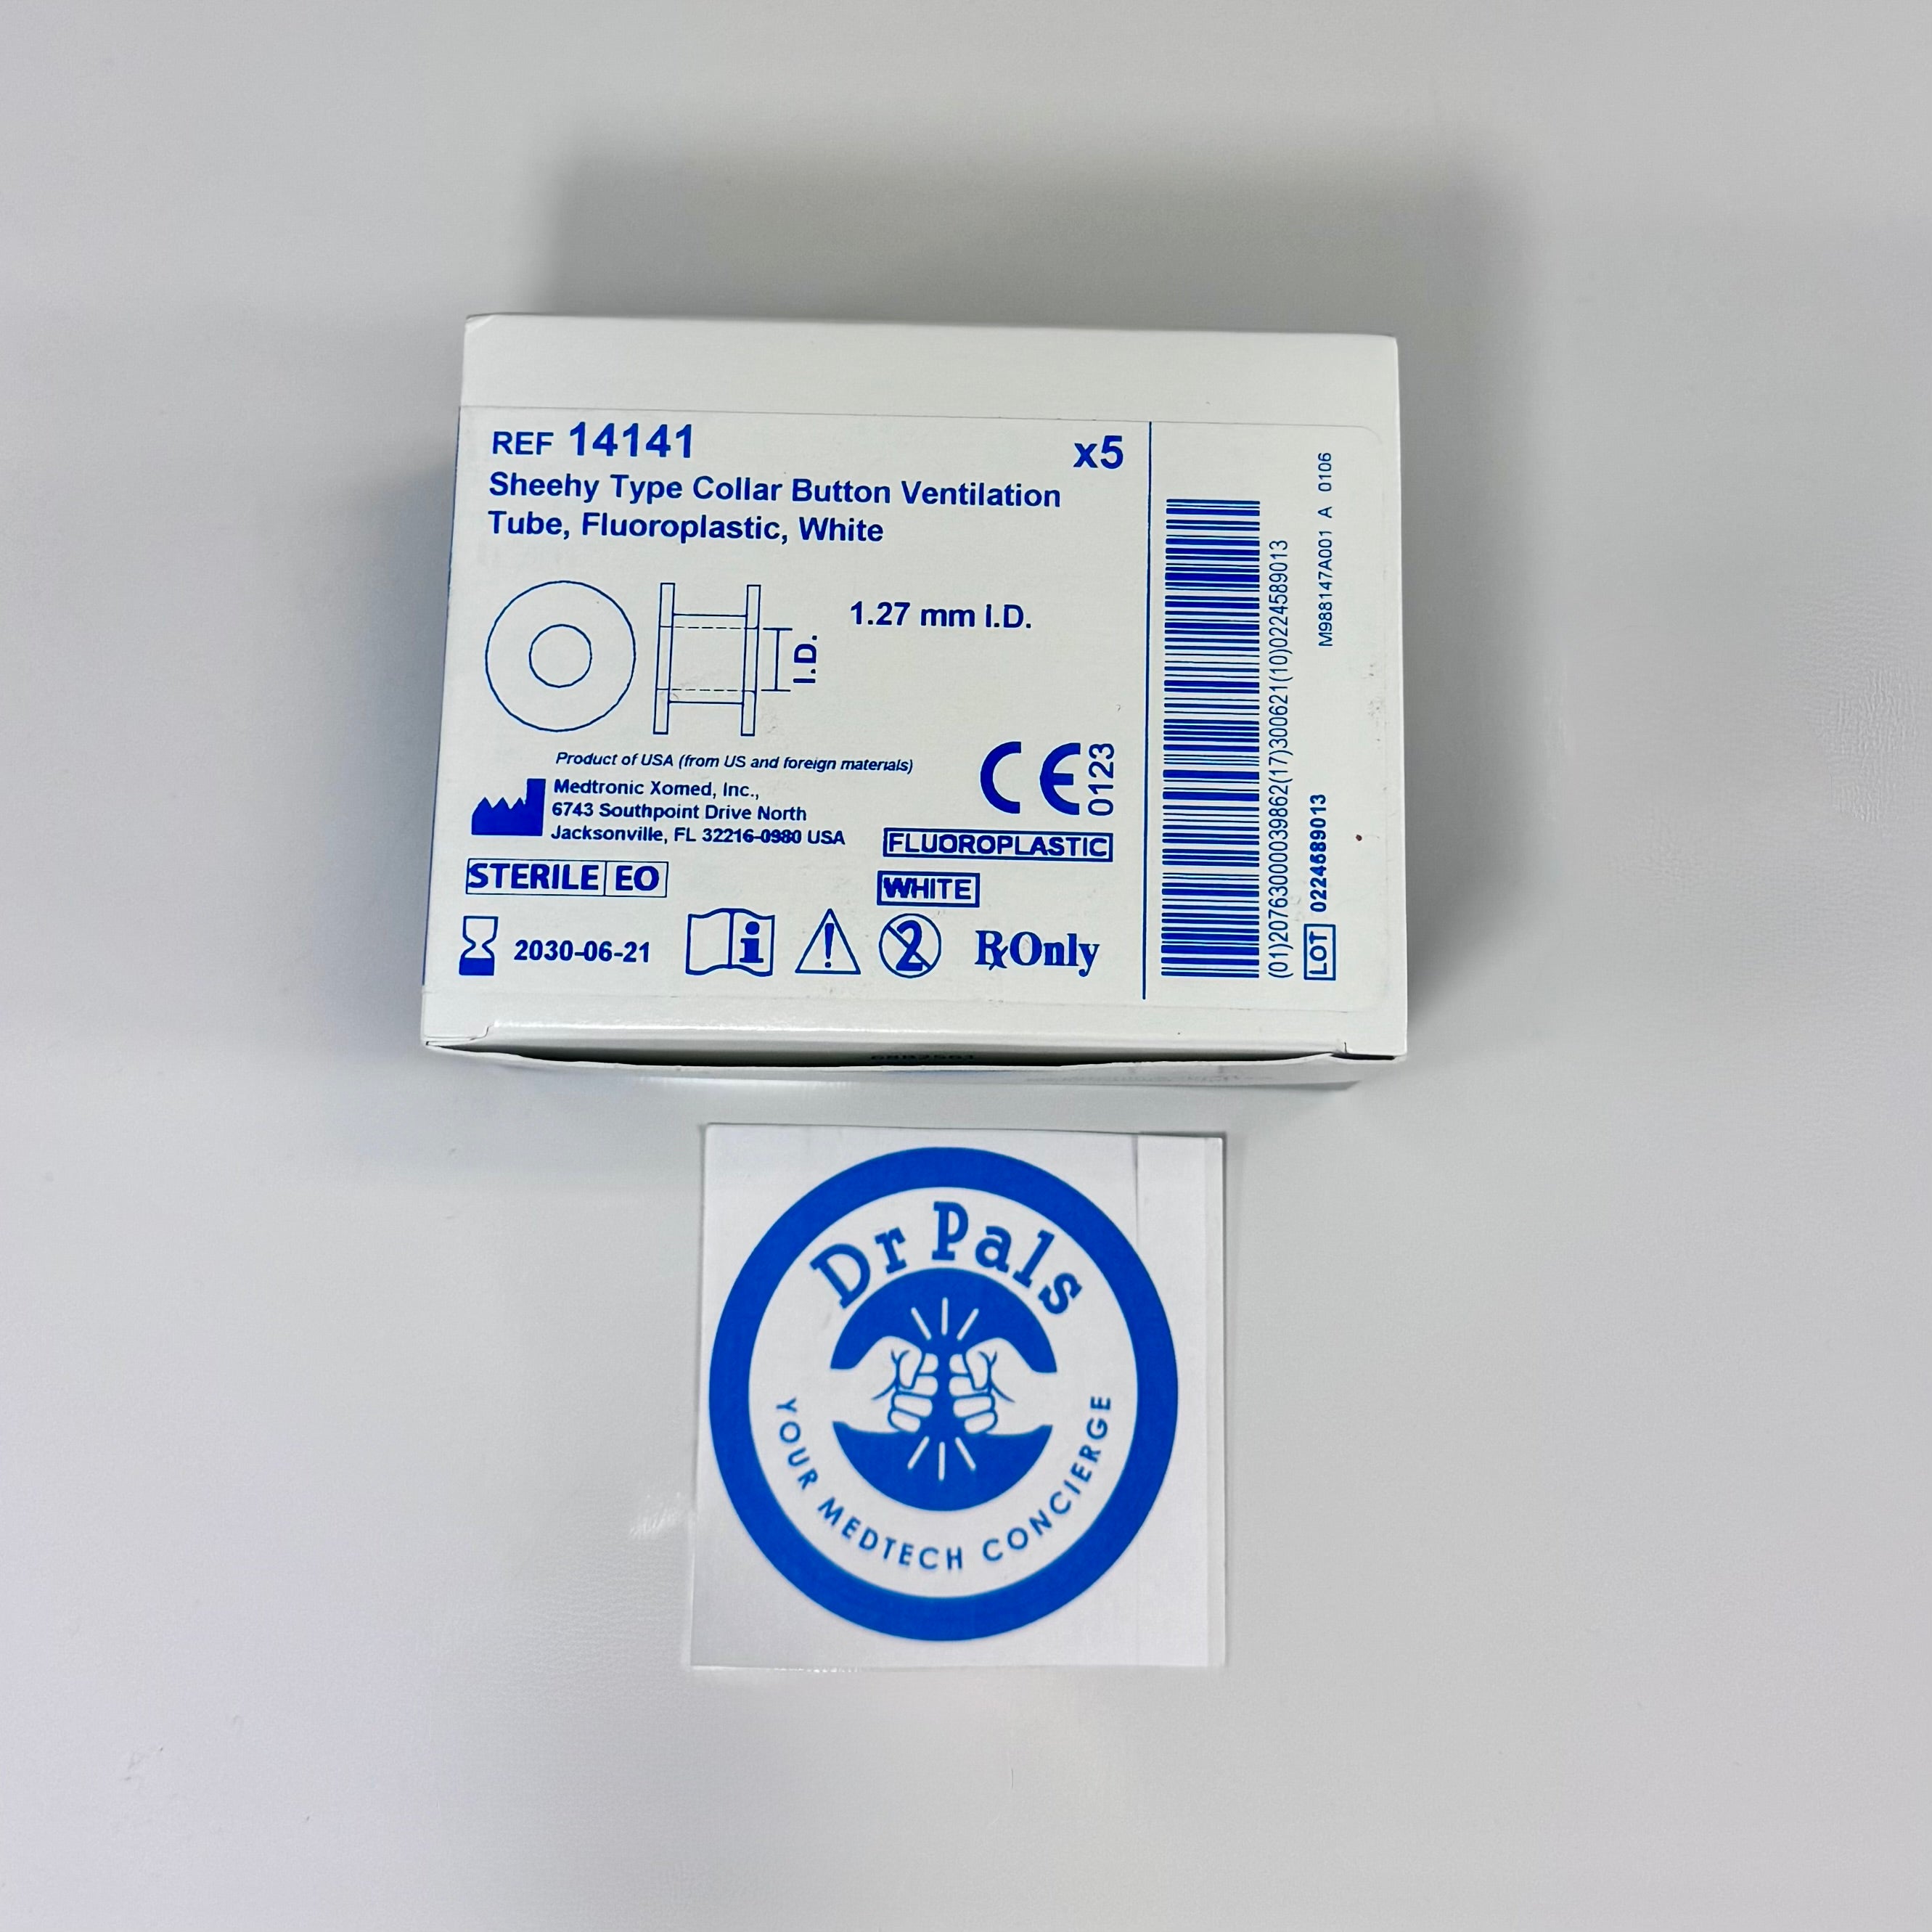 REF 14141
x5
Sheehy Type Collar Button Ventilation
Tube, Fluoroplastic, White
1.27 mm I.D.
I.D.
Product of USA (from US and foreign materials)
Medtronic Xomed, Inc.,
6743 Southpoint Drive North
Jacksonville, FL 32216-0980 USA
CE
0123
FLUOROPLASTIC
STERILE EO
WHITE
2030-06-21
i
2
Rx Only
(01)20763000039862(17)300621(10)0224589013
LOT 0224589013
M988147A001 A 0106
Dr Pals
YOUR MEDTECH CONCIERGE